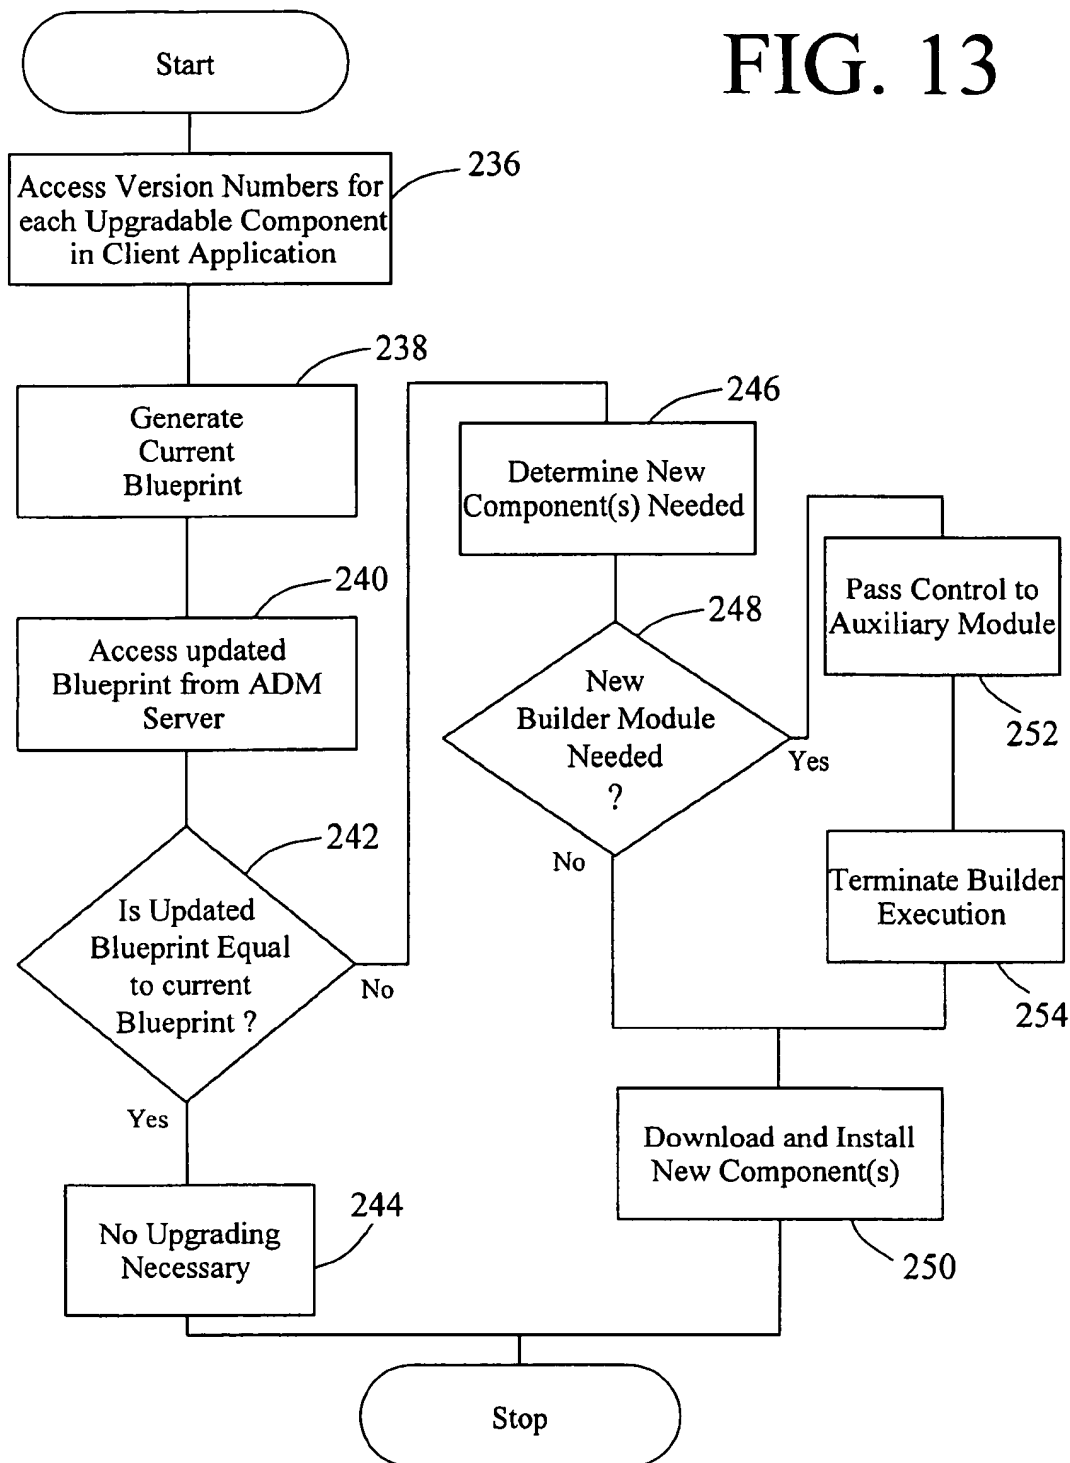 FIG. 13
Start
236
Access Version Numbers for
each Upgradable Component
in Client Application
238
Generate
Current
Blueprint
240
Access updated
Blueprint from ADM
Server
242
Is Updated
Blueprint Equal
to current
Blueprint ?
No
Yes
244
No Upgrading
Necessary
246
Determine New
Component(s) Needed
248
New
Builder Module
Needed
?
Yes
No
Pass Control to
Auxiliary Module
252
Terminate Builder
Execution
254
Download and Install
New Component(s)
250
Stop